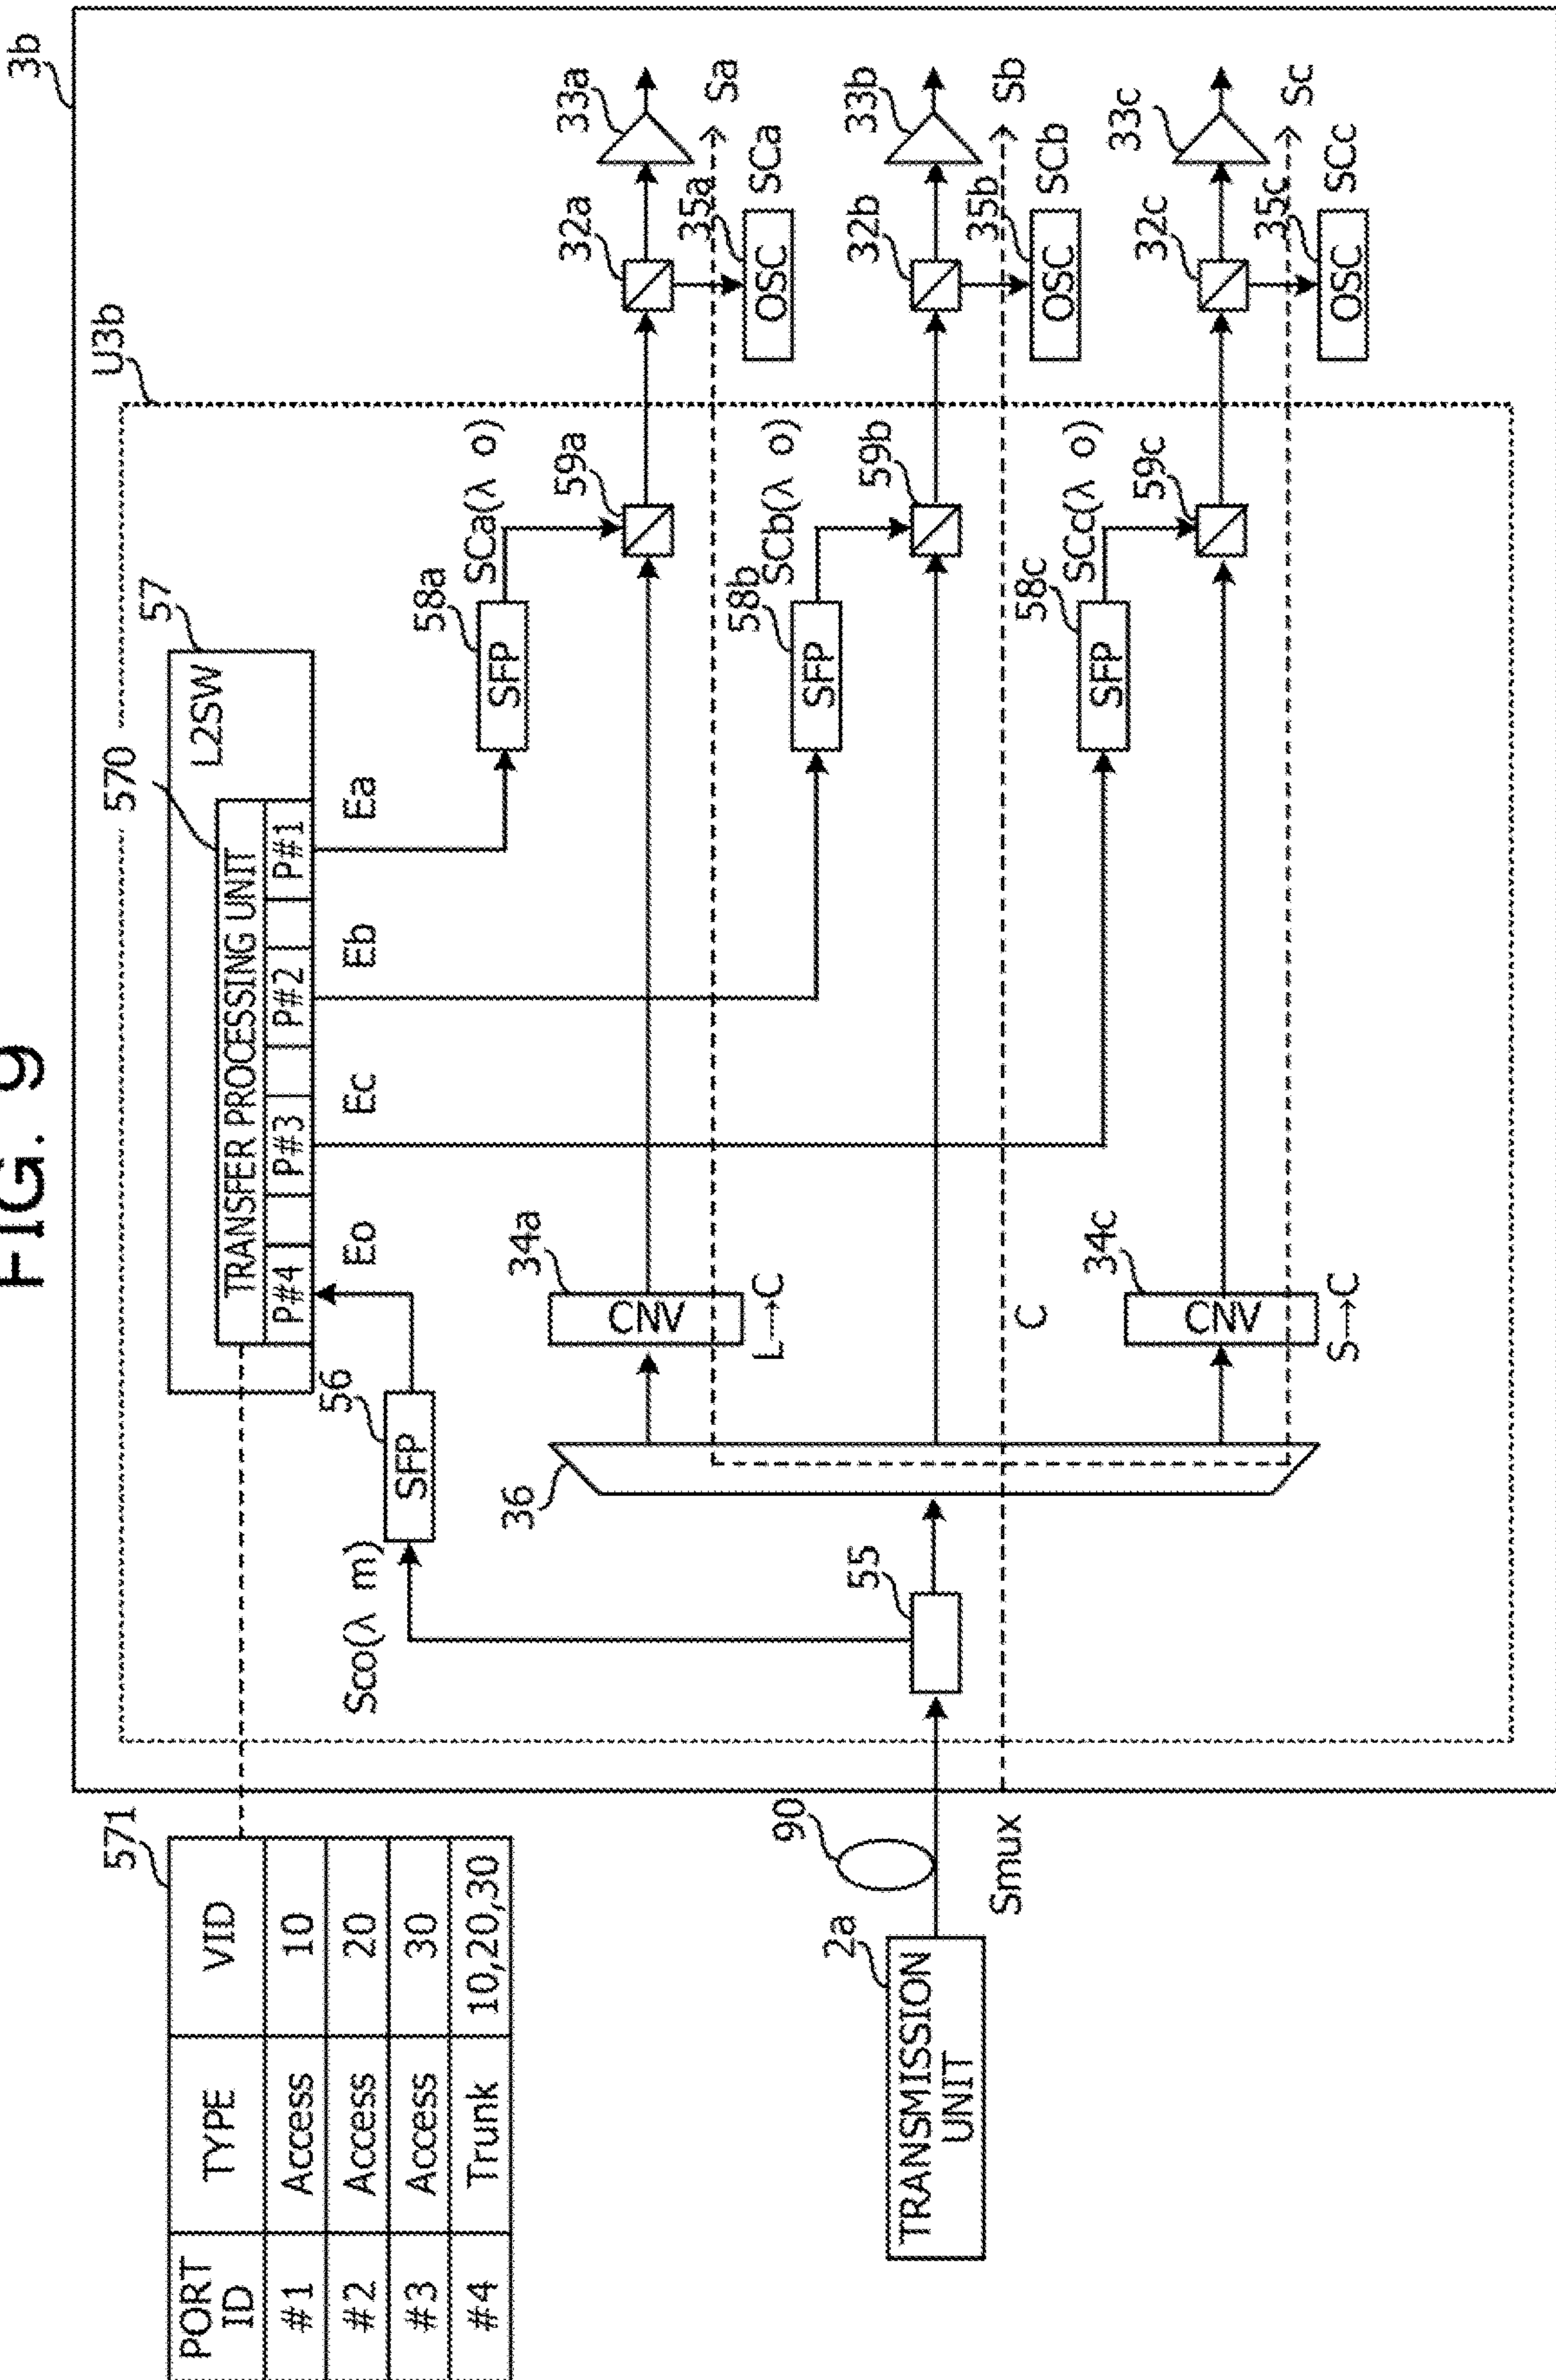 FIG. 9
3b
U3b
571
PORT ID TYPE VID
#1 Access 10
#2 Access 20
#3 Access 30
#4 Trunk 10,20,30
570
57
L2SW
TRANSFER PROCESSING UNIT
P#4 P#3 P#2 P#1
Eo
Ec
Eb
Ea
56
SFP
Sco(λ m)
58a
SFP
SCa(λ o)
59a
32a
33a
34a
CNV
L→C
35a
OSC
SCa
Sa
36
58b
SFP
SCb(λ o)
59b
32b
33b
2a
TRANSMISSION
UNIT
90
Smux
55
C
35b
OSC
SCb
Sb
58c
SFP
SCc(λ o)
59c
32c
33c
34c
CNV
S→C
35c
OSC
SCc
Sc